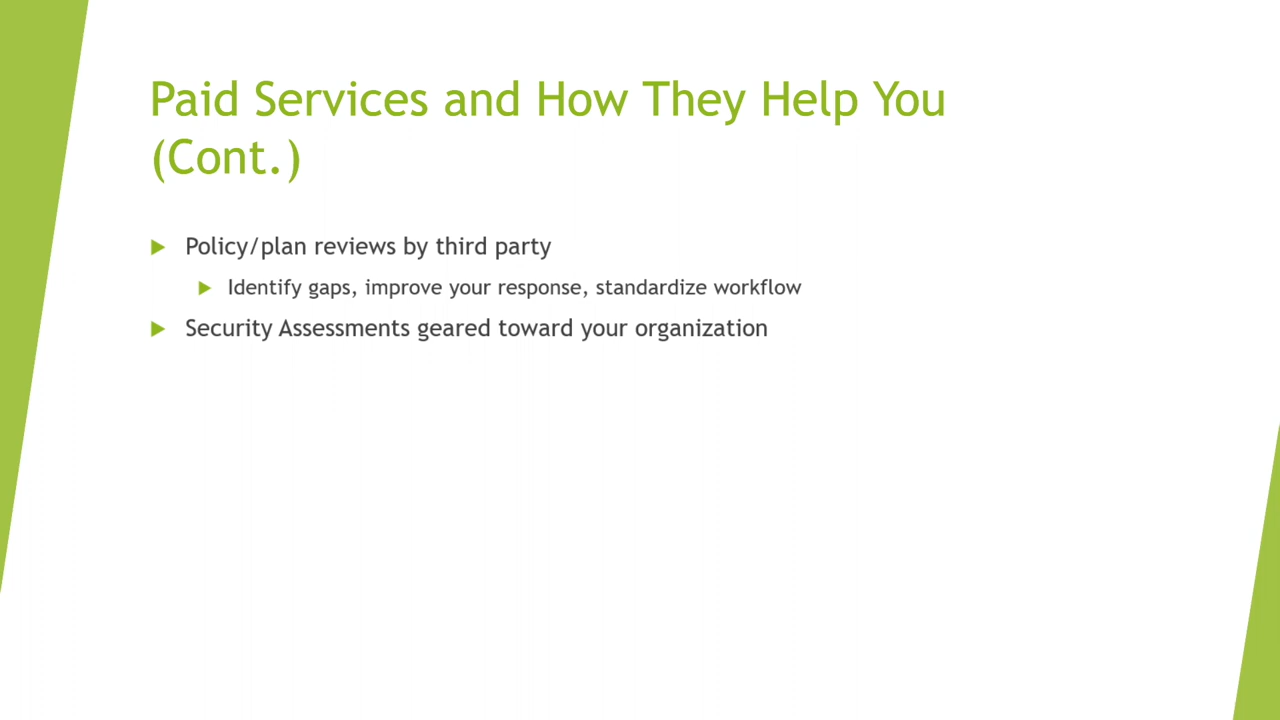 Paid Services and How They Help You
(Cont.)
Policy/plan reviews by third party
Identify gaps, improve your response, standardize workflow
Security Assessments geared toward your organization